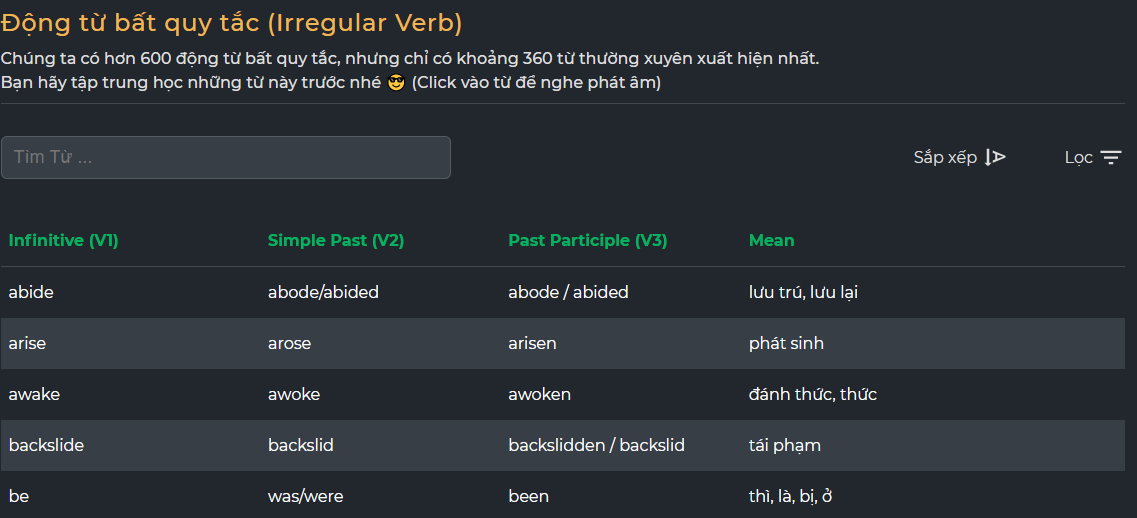 Động từ bất quy tắc (Irregular Verb)
Chúng ta có hơn 600 động từ bất quy tắc, nhưng chỉ có khoảng 360 từ thường xuyên xuất hiện nhất.
Bạn hãy tập trung học những từ này trước nhé 😎 (Click vào từ để nghe phát âm)
Tìm Từ ...
Sắp xếp
Lọc
Infinitive (V1) Simple Past (V2) Past Participle (V3) Mean
abide abode/abided abode / abided lưu trú, lưu lại
arise arose arisen phát sinh
awake awoke awoken đánh thức, thức
backslide backslid backslidden / backslid tái phạm
be was/were been thì, là, bị, ở